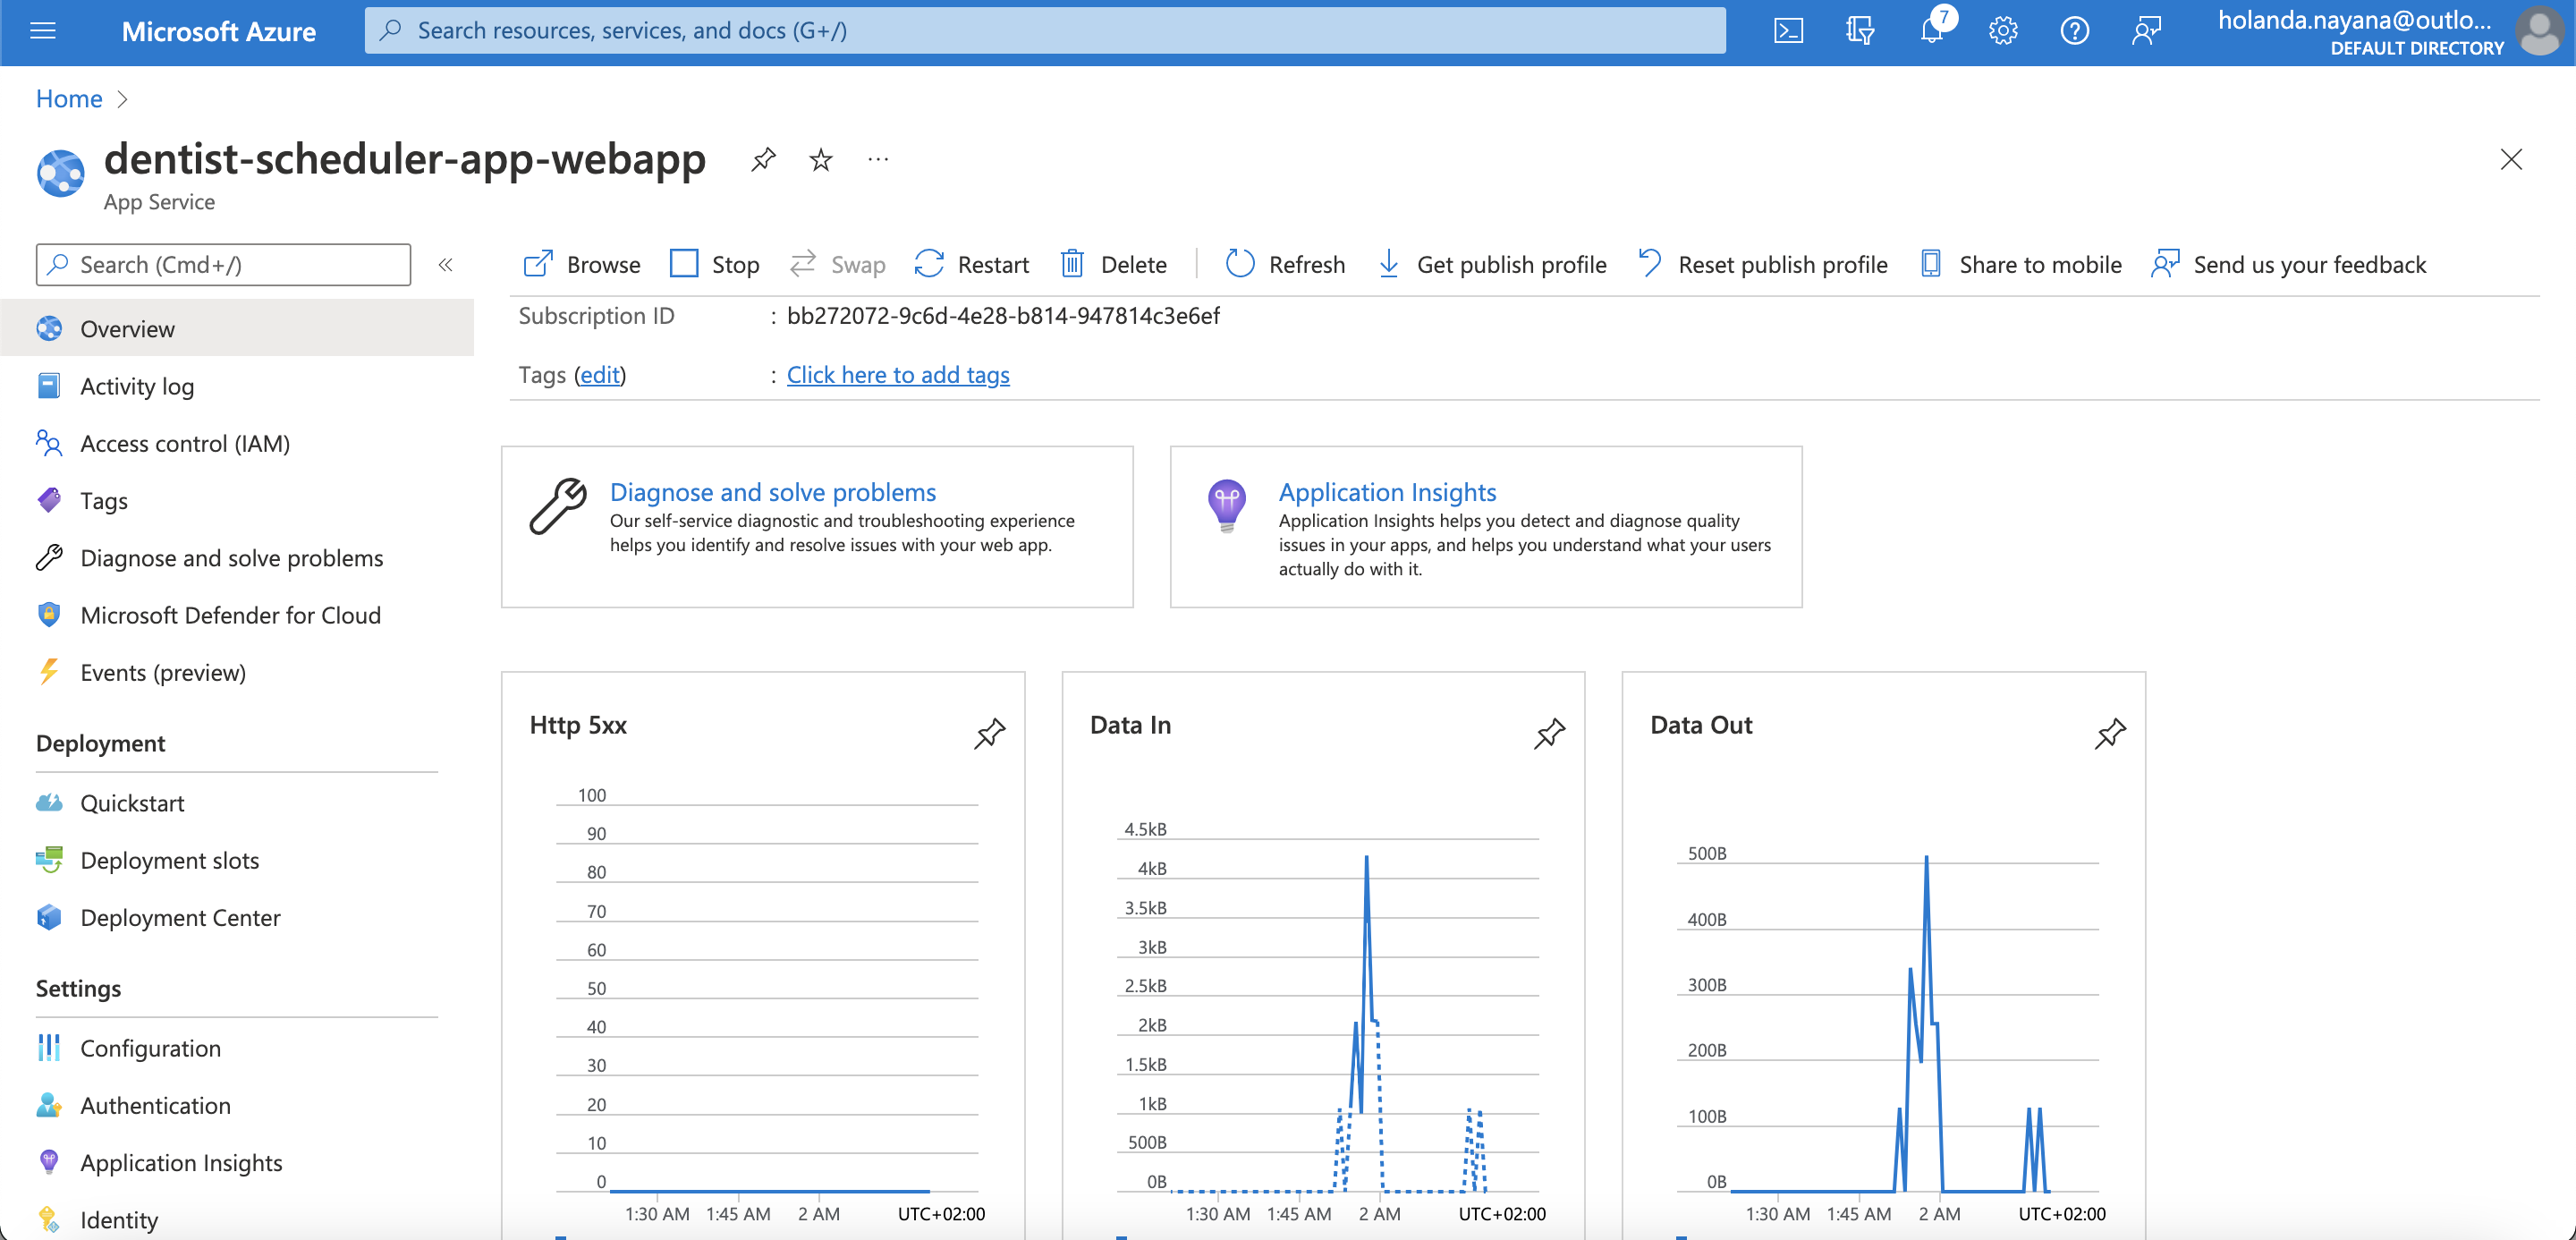 Microsoft Azure
Search resources, services, and docs (G+/)
7
holanda.nayana@outlo...
DEFAULT DIRECTORY
Home
dentist-scheduler-app-webapp
App Service
Search (Cmd+/)
Browse
Stop
Swap
Restart
Delete
Refresh
Get publish profile
Reset publish profile
Share to mobile
Send us your feedback
Overview
Activity log
Access control (IAM)
Tags
Diagnose and solve problems
Microsoft Defender for Cloud
Events (preview)
Deployment
Quickstart
Deployment slots
Deployment Center
Settings
Configuration
Authentication
Application Insights
Identity
Subscription ID : bb272072-9c6d-4e28-b814-947814c3e6ef
Tags (edit) : Click here to add tags
Diagnose and solve problems
Our self-service diagnostic and troubleshooting experience
helps you identify and resolve issues with your web app.
Application Insights
Application Insights helps you detect and diagnose quality
issues in your apps, and helps you understand what your users
actually do with it.
Http 5xx
100
90
80
70
60
50
40
30
20
10
0
1:30 AM 1:45 AM 2 AM UTC+02:00
Data In
4.5kB
4kB
3.5kB
3kB
2.5kB
2kB
1.5kB
1kB
500B
0B
1:30 AM 1:45 AM 2 AM UTC+02:00
Data Out
500B
400B
300B
200B
100B
0B
1:30 AM 1:45 AM 2 AM UTC+02:00